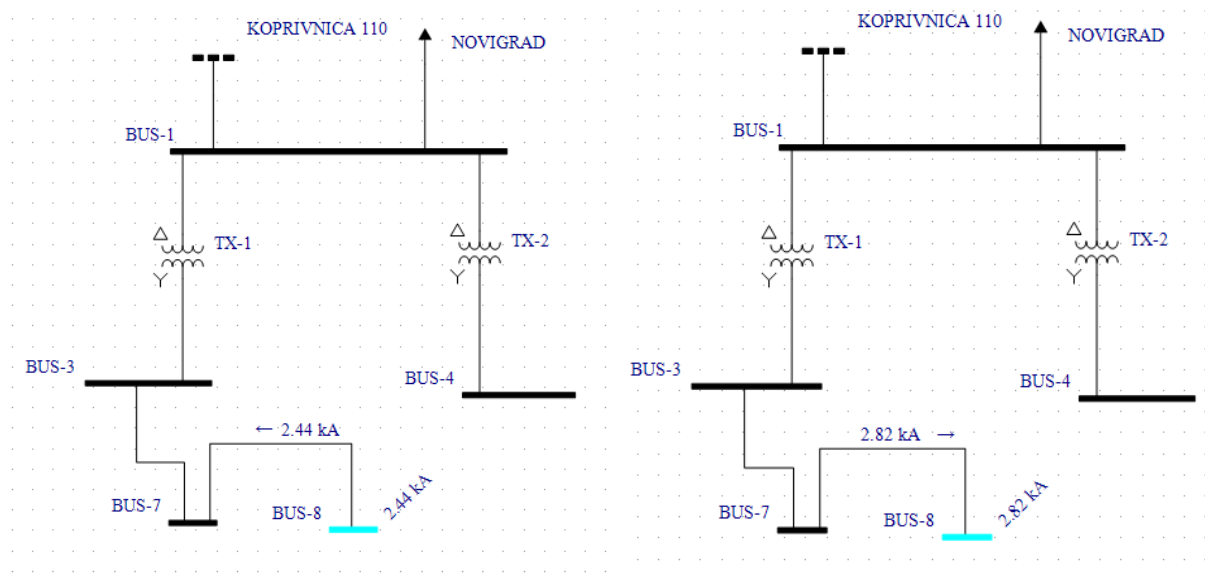 KOPRIVNICA 110
NOVIGRAD
BUS-1
TX-1
TX-2
BUS-3
BUS-4
← 2.44 kA
BUS-7
BUS-8
2.44 kA
KOPRIVNICA 110
NOVIGRAD
BUS-1
TX-1
TX-2
BUS-3
BUS-4
2.82 kA →
BUS-7
BUS-8
2.82 kA